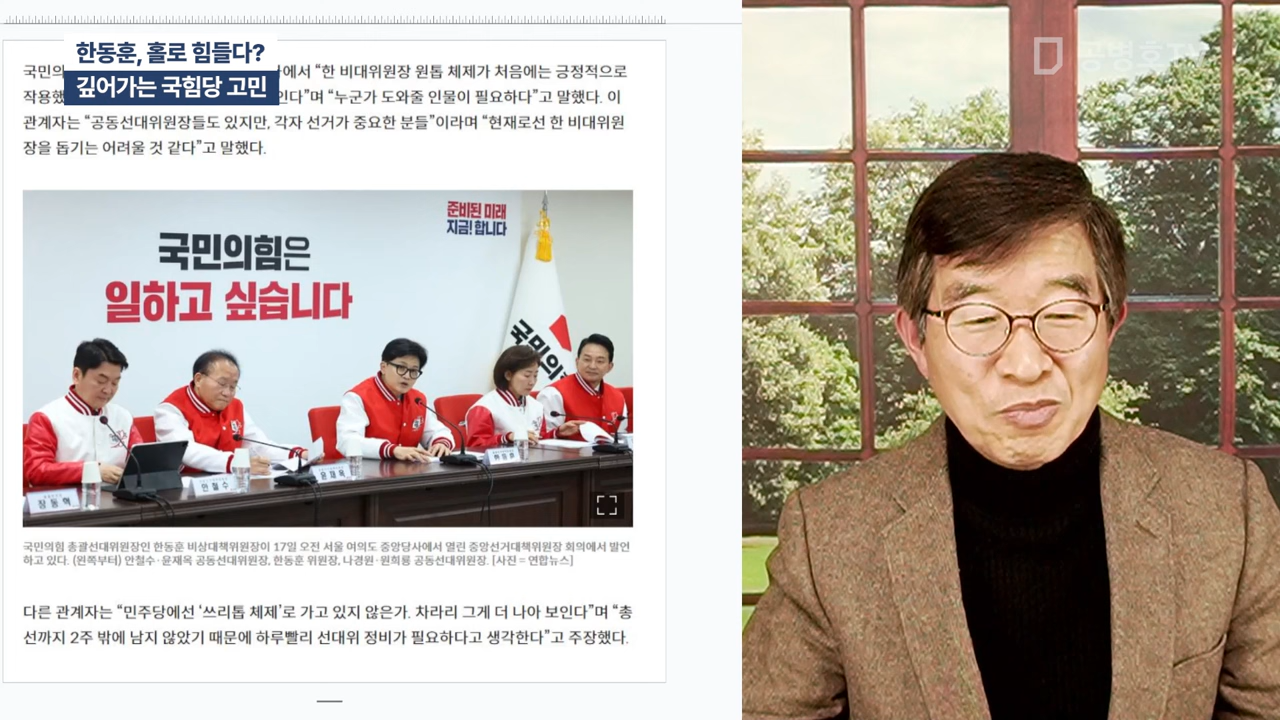 한동훈, 홀로 힘들다?
깊어가는 국힘당 고민
국민의 사에서 “한 비대위원장 원톱 체제가 처음에는 긍정적으로
작용했 인다”며 “누군가 도와줄 인물이 필요하다”고 말했다. 이
관계자는 “공동선대위원장들도 있지만, 각자 선거가 중요한 분들”이라며 “현재로선 한 비대위원
장을 돕기는 어려울 것 같다”고 말했다.
준비된 미래
지금! 합니다
국민의힘은
일하고 싶습니다
국민의힘
장동혁
안철수
윤재옥
한동훈
국민의힘 총괄선대위원장인 한동훈 비상대책위원장이 17일 오전 서울 여의도 중앙당사에서 열린 중앙선거대책위원장 회의에서 발언
하고 있다. (왼쪽부터) 안철수·윤재옥 공동선대위원장, 한동훈 위원장, 나경원·원희룡 공동선대위원장. [사진 = 연합뉴스]
다른 관계자는 “민주당에선 ‘쓰리톱 체제’로 가고 있지 않은가. 차라리 그게 더 나아 보인다”며 “총
선까지 2주 밖에 남지 않았기 때문에 하루빨리 선대위 정비가 필요하다고 생각한다”고 주장했다.
공병호TV